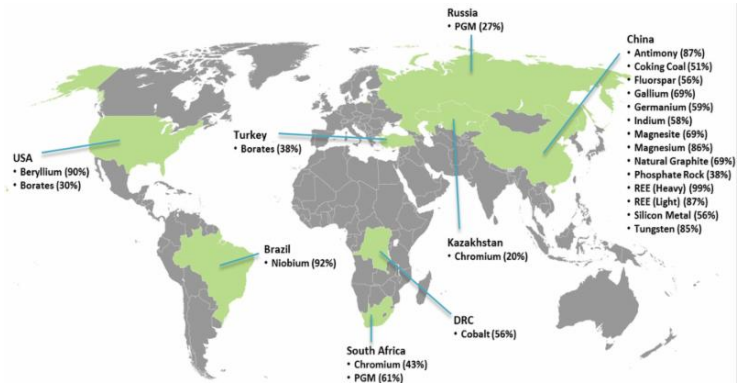 Russia
• PGM (27%)
China
• Antimony (87%)
• Coking Coal (51%)
• Fluorspar (56%)
• Gallium (69%)
• Germanium (59%)
• Indium (58%)
• Magnesite (69%)
• Magnesium (86%)
• Natural Graphite (69%)
• Phosphate Rock (38%)
• REE (Heavy) (99%)
• REE (Light) (87%)
• Silicon Metal (56%)
• Tungsten (85%)
Turkey
• Borates (38%)
USA
• Beryllium (90%)
• Borates (30%)
Brazil
• Niobium (92%)
Kazakhstan
• Chromium (20%)
DRC
• Cobalt (56%)
South Africa
• Chromium (43%)
• PGM (61%)